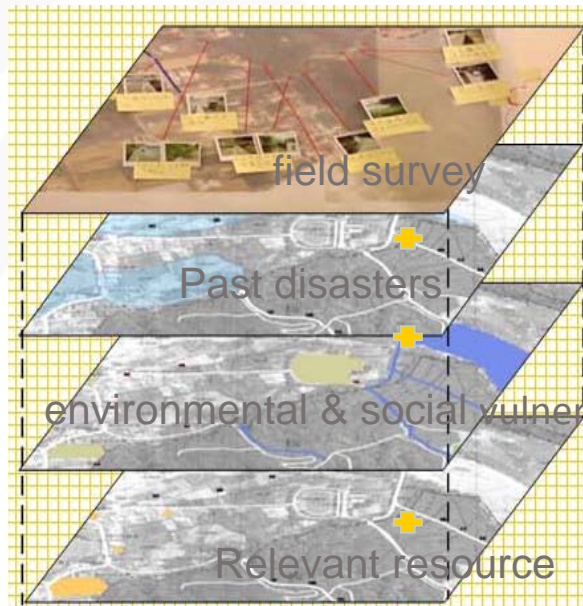 field survey
Past disasters
environmental & social vulner
Relevant resource